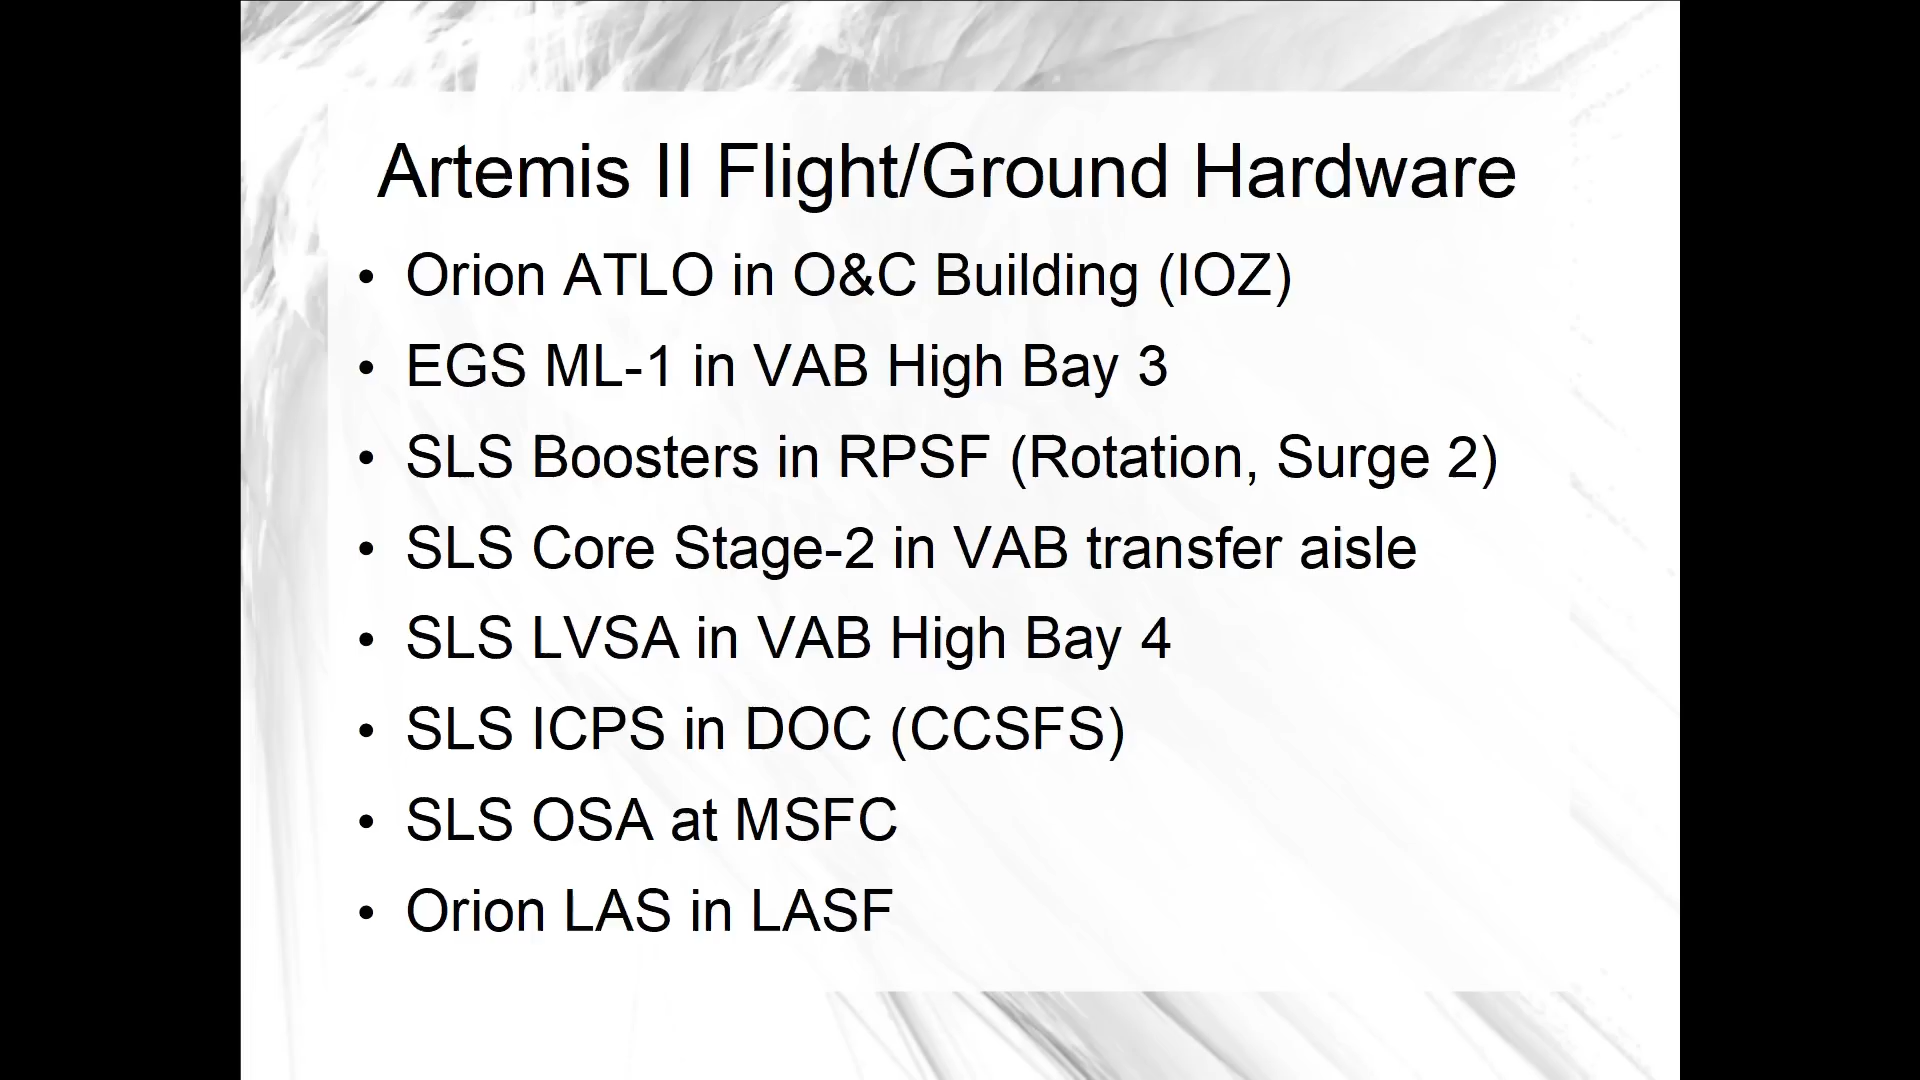 Artemis II Flight/Ground Hardware
• Orion ATLO in O&C Building (IOZ)
• EGS ML-1 in VAB High Bay 3
• SLS Boosters in RPSF (Rotation, Surge 2)
• SLS Core Stage-2 in VAB transfer aisle
• SLS LVSA in VAB High Bay 4
• SLS ICPS in DOC (CCSFS)
• SLS OSA at MSFC
• Orion LAS in LASF